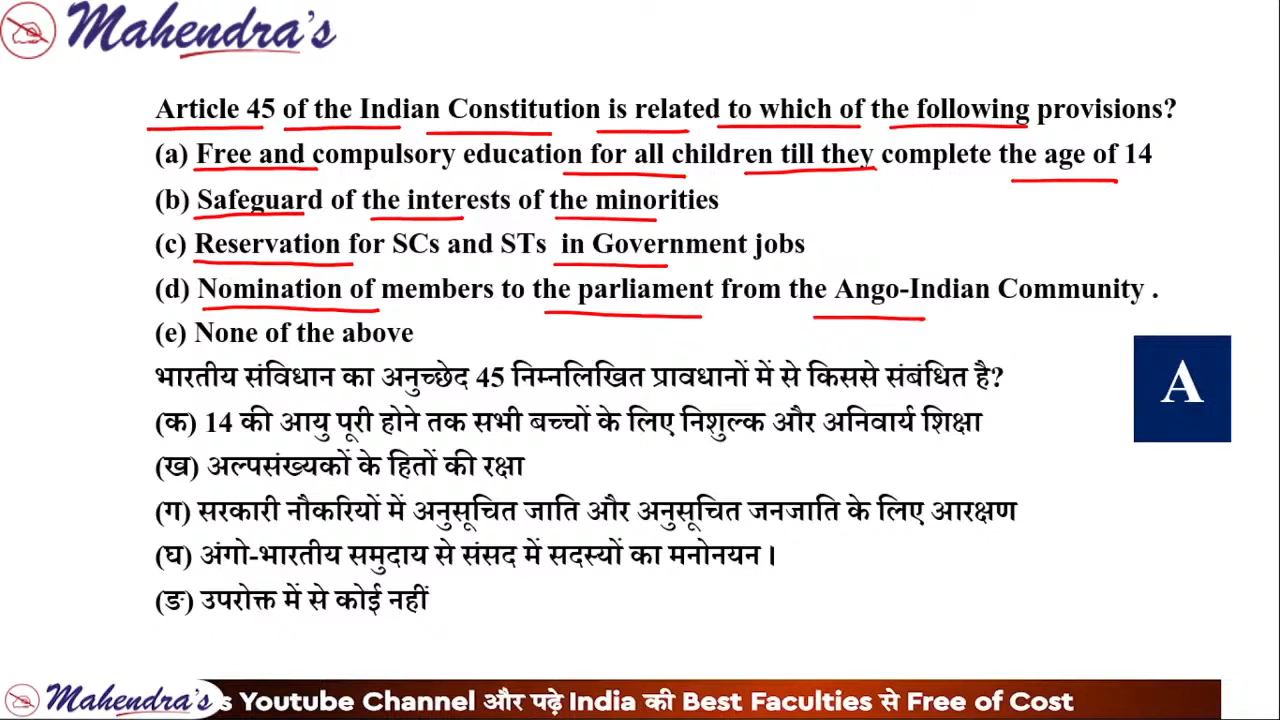 Mahendra's
Article 45 of the Indian Constitution is related to which of the following provisions?
(a) Free and compulsory education for all children till they complete the age of 14
(b) Safeguard of the interests of the minorities
(c) Reservation for SCs and STs in Government jobs
(d) Nomination of members to the parliament from the Ango-Indian Community .
(e) None of the above
भारतीय संविधान का अनुच्छेद 45 निम्नलिखित प्रावधानों में से किससे संबंधित है?
(क) 14 की आयु पूरी होने तक सभी बच्चों के लिए निशुल्क और अनिवार्य शिक्षा
(ख) अल्पसंख्यकों के हितों की रक्षा
(ग) सरकारी नौकरियों में अनुसूचित जाति और अनुसूचित जनजाति के लिए आरक्षण
(घ) अंगो-भारतीय समुदाय से संसद में सदस्यों का मनोनयन ।
(ङ) उपरोक्त में से कोई नहीं
A
Mahendra's s Youtube Channel और पढ़े India की Best Faculties से Free of Cost